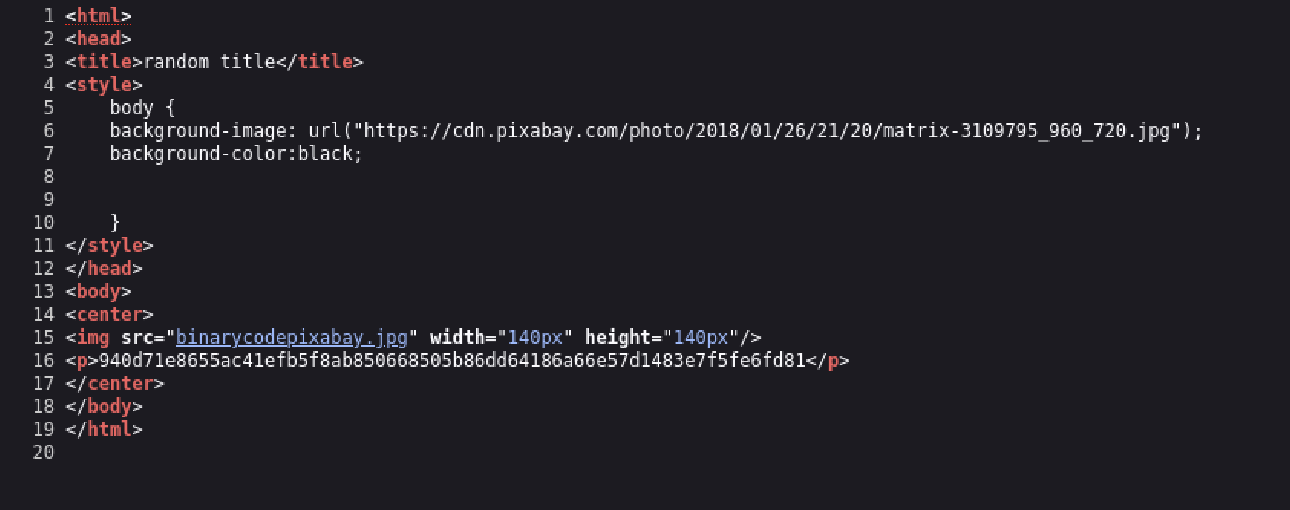 1 <html>
2 <head>
3 <title>random title</title>
4 <style>
5     body {
6     background-image: url("https://cdn.pixabay.com/photo/2018/01/26/21/20/matrix-3109795_960_720.jpg");
7     background-color:black;
8
9
10     }
11 </style>
12 </head>
13 <body>
14 <center>
15 <img src="binarycodepixabay.jpg" width="140px" height="140px"/>
16 <p>940d71e8655ac41efb5f8ab850668505b86dd64186a66e57d1483e7f5fe6fd81</p>
17 </center>
18 </body>
19 </html>
20